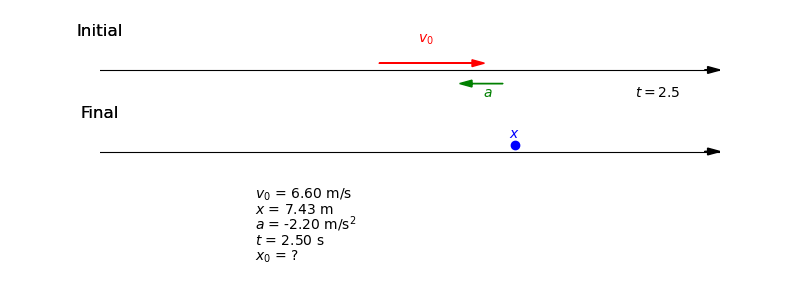 Initial
v₀
a
t = 2.5
Final
x
v₀ = 6.60 m/s
x = 7.43 m
a = -2.20 m/s²
t = 2.50 s
x₀ = ?